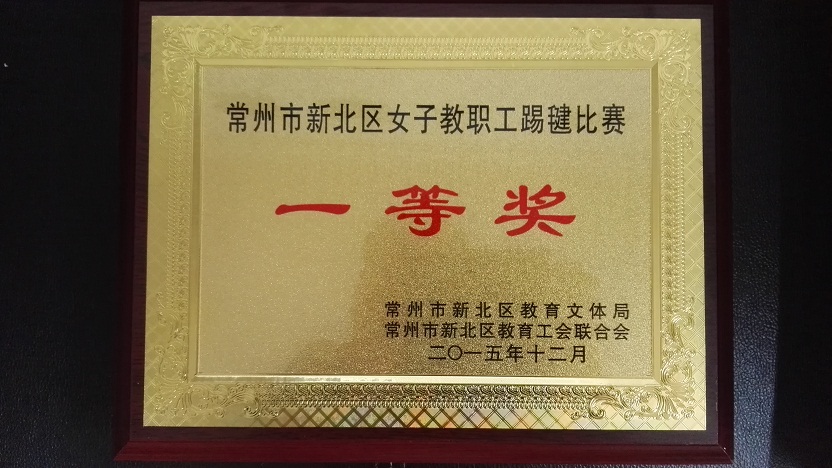 常州市新北区女子教职工踢毽比赛
一等奖
常州市新北区教育文体局
常州市新北区教育工会联合会
二〇一五年十二月